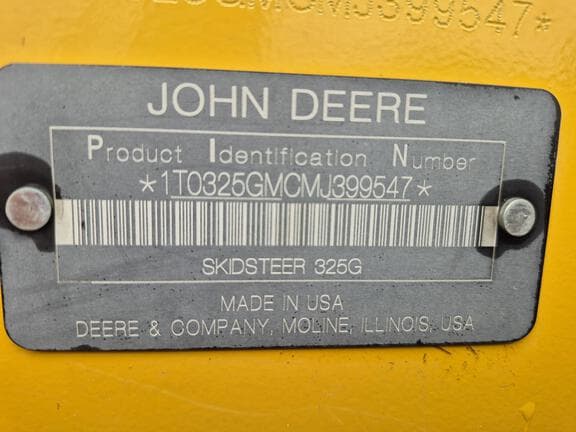 JOHN DEERE
Product Identification Number
*1T0325GMCMJ399547*
SKIDSTEER 325G
MADE IN USA
DEERE & COMPANY, MOLINE, ILLINOIS, USA